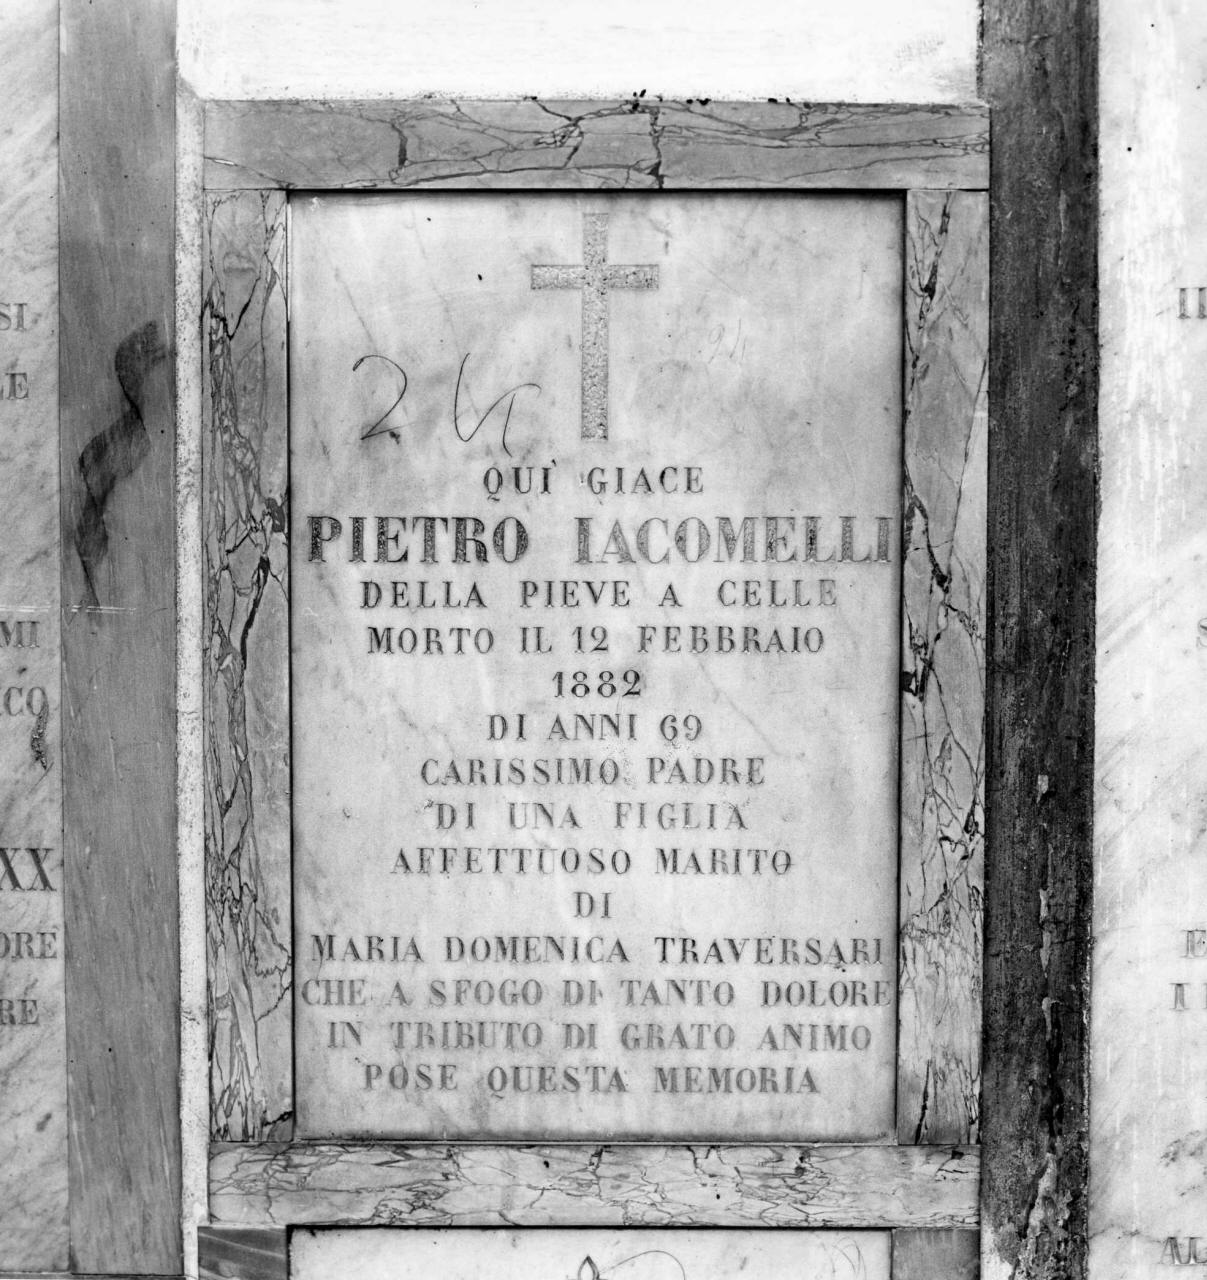 24
QUÌ GIACE
PIETRO IACOMELLI
DELLA PIEVE A CELLE
MORTO IL 12 FEBBRAIO
1882
DI ANNI 69
CARISSIMO PADRE
DI UNA FIGLIA
AFFETTUOSO MARITO
DI
MARIA DOMENICA TRAVERSARI
CHE A SFOGO DI TANTO DOLORE
IN TRIBUTO DI GRATO ANIMO
POSE QUESTA MEMORIA